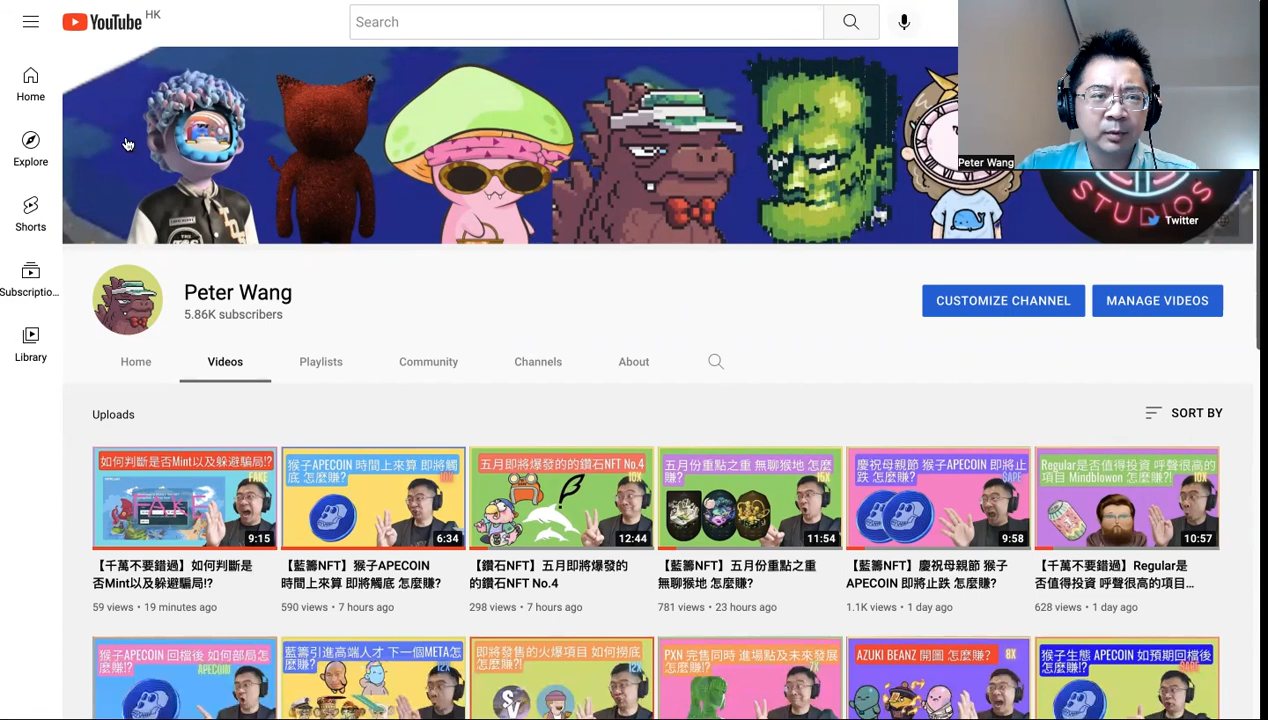 YouTube HK
Search
Home
Explore
Shorts
Subscriptio...
Library
Peter Wang
THE
STUDIOS
Twitter
Peter Wang
5.86K subscribers
CUSTOMIZE CHANNEL
MANAGE VIDEOS
Home
Videos
Playlists
Community
Channels
About
Uploads
SORT BY
如何判斷是否Mint以及躲避騙局!?
FAKE
FAKE
9:15
猴子APECOIN 時間上來算 即將觸
底 怎麼賺?
10X
6:34
五月即將爆發的的鑽石NFT No.4
10X
12:44
五月份重點之重 無聊猴地 怎麼
賺?
15X
11:54
慶祝母親節 猴子APECOIN 即將止
跌 怎麼賺?
GAPE
9:58
Regular是否值得投資 呼聲很高的
項目 Mindblowon 怎麼賺?!
10X
10:57
【千萬不要錯過】如何判斷是
否Mint以及躲避騙局!?
59 views • 19 minutes ago
【藍籌NFT】猴子APECOIN
時間上來算 即將觸底 怎麼賺?
590 views • 7 hours ago
【鑽石NFT】五月即將爆發的
的鑽石NFT No.4
298 views • 7 hours ago
【藍籌NFT】五月份重點之重
無聊猴地 怎麼賺?
781 views • 23 hours ago
【藍籌NFT】慶祝母親節 猴子
APECOIN 即將止跌 怎麼賺?
1.1K views • 1 day ago
【千萬不要錯過】Regular是
否值得投資 呼聲很高的項目...
628 views • 1 day ago
猴子APECOIN 回檔後 如何部局怎
麼賺!?
APECOIN
藍籌引進高端人才 下一個META怎
麼賺?
12X
即將發售的火爆項目 如何撈底
怎麼賺?!
12X
SV
PXN 完售同時 進場點及未來發展
怎麼賺!?
7X
AZUKI BEANZ 開圖 怎麼賺?
8X
猴子生態 APECOIN 如預期回檔後
怎麼賺!?